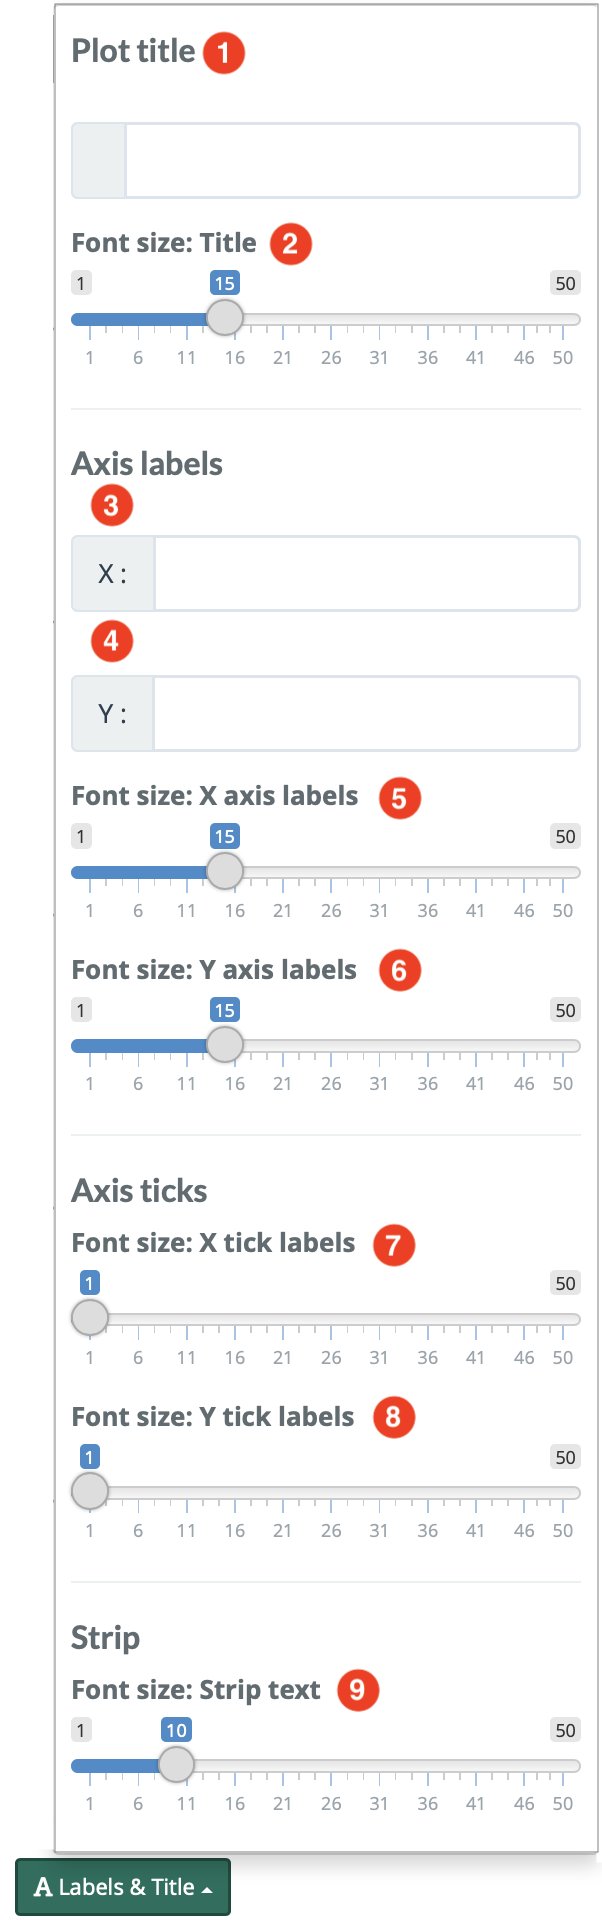 Plot title 1
Font size: Title 2
1 15 50
1 6 11 16 21 26 31 36 41 46 50
Axis labels
3
X :
4
Y :
Font size: X axis labels 5
1 15 50
1 6 11 16 21 26 31 36 41 46 50
Font size: Y axis labels 6
1 15 50
1 6 11 16 21 26 31 36 41 46 50
Axis ticks
Font size: X tick labels 7
1 50
1 6 11 16 21 26 31 36 41 46 50
Font size: Y tick labels 8
1 50
1 6 11 16 21 26 31 36 41 46 50
Strip
Font size: Strip text 9
1 10 50
1 6 11 16 21 26 31 36 41 46 50
A Labels & Title